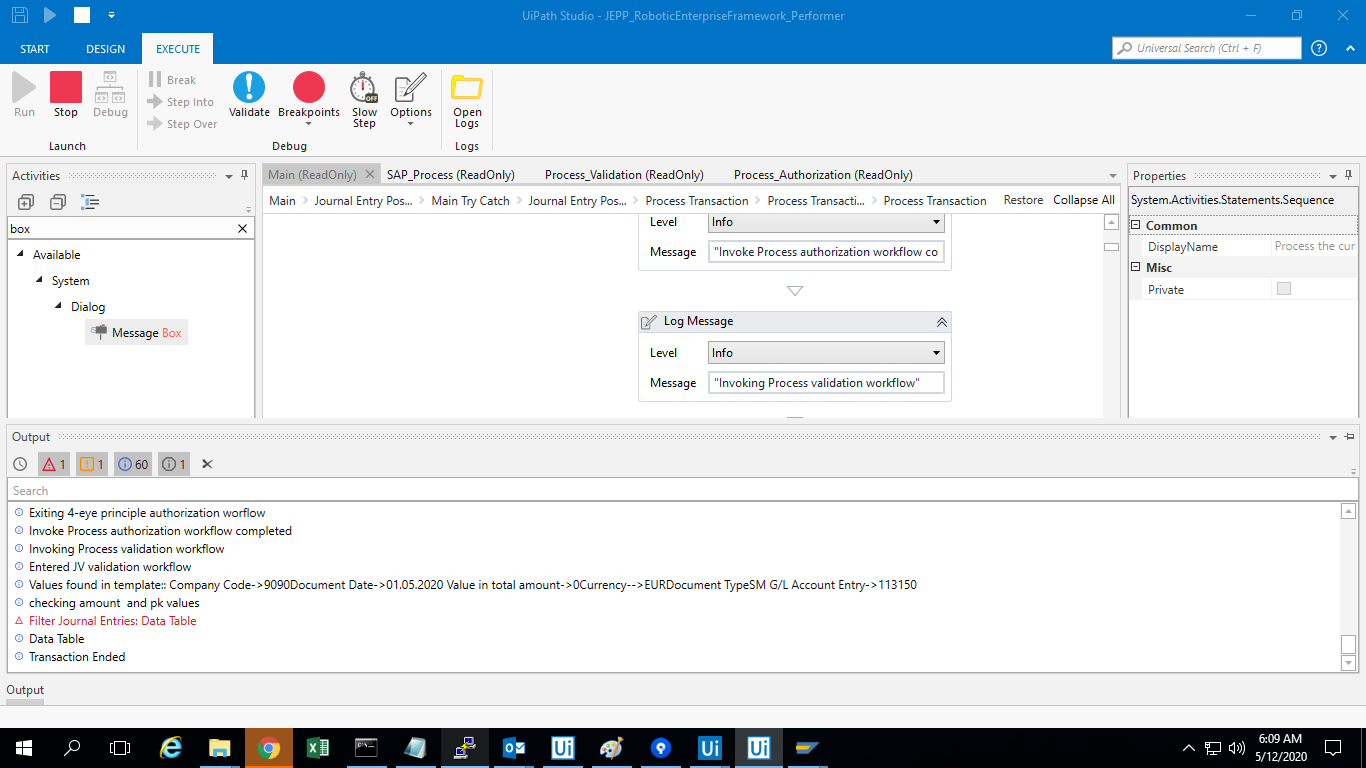 UiPath Studio - JEPP_RoboticEnterpriseFramework_Performer
START DESIGN EXECUTE
Universal Search (Ctrl + F)
Run Stop Debug
Break
Step Into
Step Over
Validate Breakpoints Slow Step Options
OFF
Open Logs
Launch Debug Logs
Activities
Main (ReadOnly) SAP_Process (ReadOnly) Process_Validation (ReadOnly) Process_Authorization (ReadOnly)
Properties
Main Journal Entry Pos... Main Try Catch Journal Entry Pos... Process Transaction Process Transacti... Process Transaction Restore Collapse All
System.Activities.Statements.Sequence
box
Available
System
Dialog
Message Box
Level Info
Message "Invoke Process authorization workflow co
Log Message
Level Info
Message "Invoking Process validation workflow"
Common
DisplayName Process the curr
Misc
Private
Output
1 1 60 1
Search
Exiting 4-eye principle authorization worflow
Invoke Process authorization workflow completed
Invoking Process validation workflow
Entered JV validation workflow
Values found in template:: Company Code->9090Document Date->01.05.2020 Value in total amount->0Currency-->EURDocument TypeSM G/L Account Entry->113150
checking amount  and pk values
Filter Journal Entries: Data Table
Data Table
Transaction Ended
Output
Ui Ui Ui
6:09 AM
5/12/2020